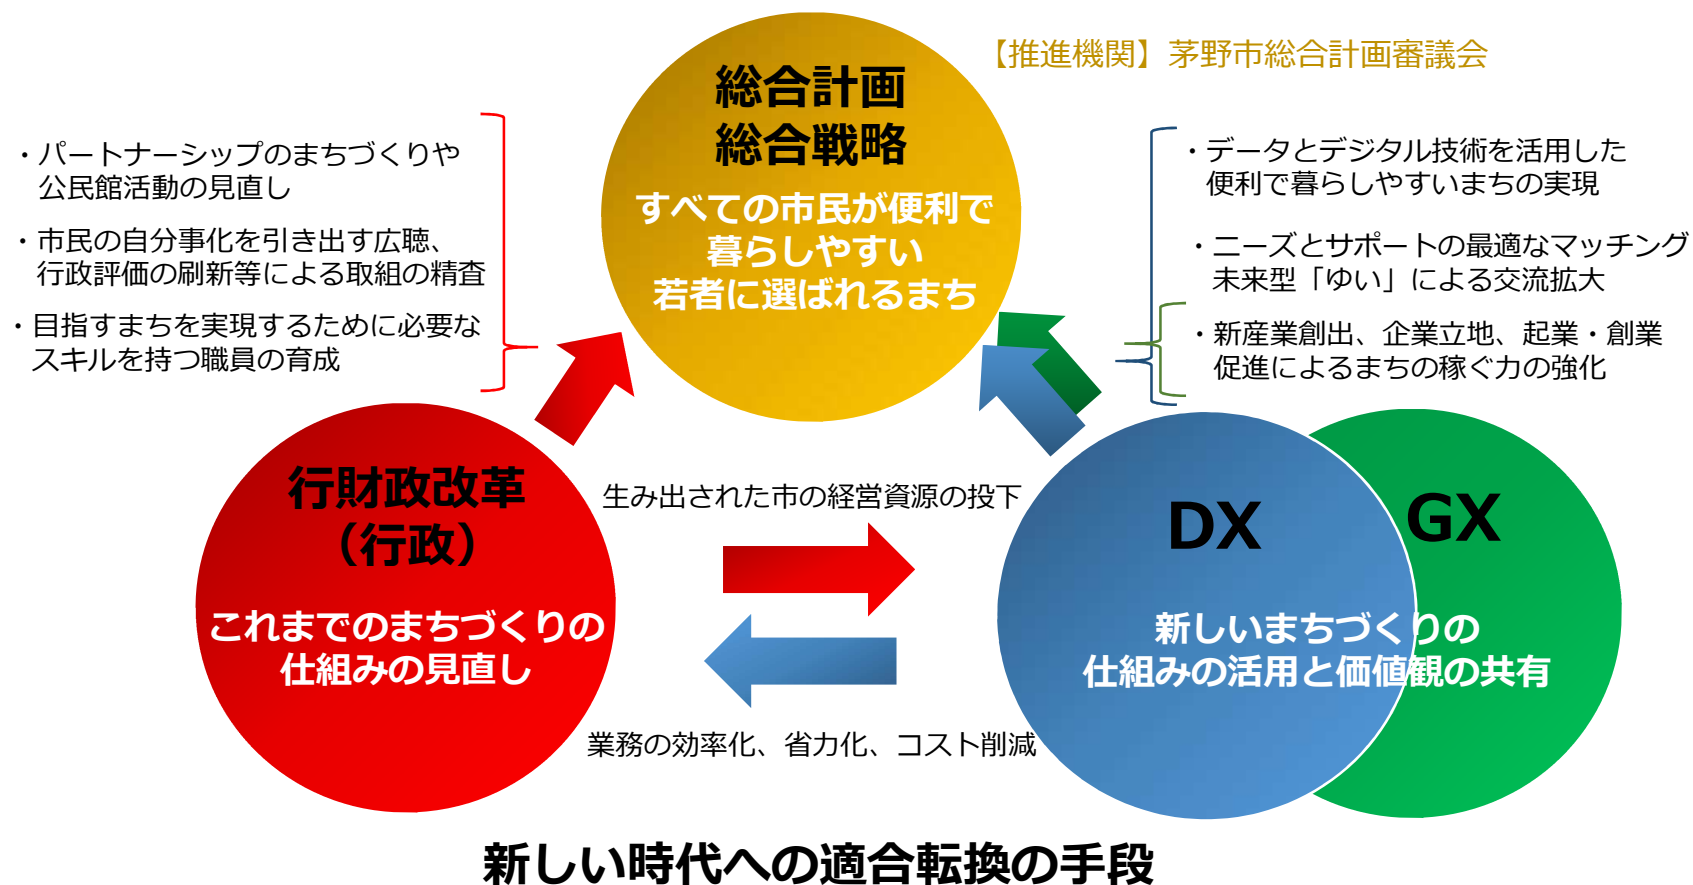 【推進機関】茅野市総合計画審議会
総合計画
総合戦略
すべての市民が便利で
暮らしやすい
若者に選ばれるまち
・パートナーシップのまちづくりや
公民館活動の見直し
・市民の自分事化を引き出す広聴、
行政評価の刷新等による取組の精査
・目指すまちを実現するために必要な
スキルを持つ職員の育成
・データとデジタル技術を活用した
便利で暮らしやすいまちの実現
・ニーズとサポートの最適なマッチング
未来型「ゆい」による交流拡大
・新産業創出、企業立地、起業・創業
促進によるまちの稼ぐ力の強化
行財政改革
（行政）
これまでのまちづくりの
仕組みの見直し
生み出された市の経営資源の投下
業務の効率化、省力化、コスト削減
DX
GX
新しいまちづくりの
仕組みの活用と価値観の共有
新しい時代への適合転換の手段